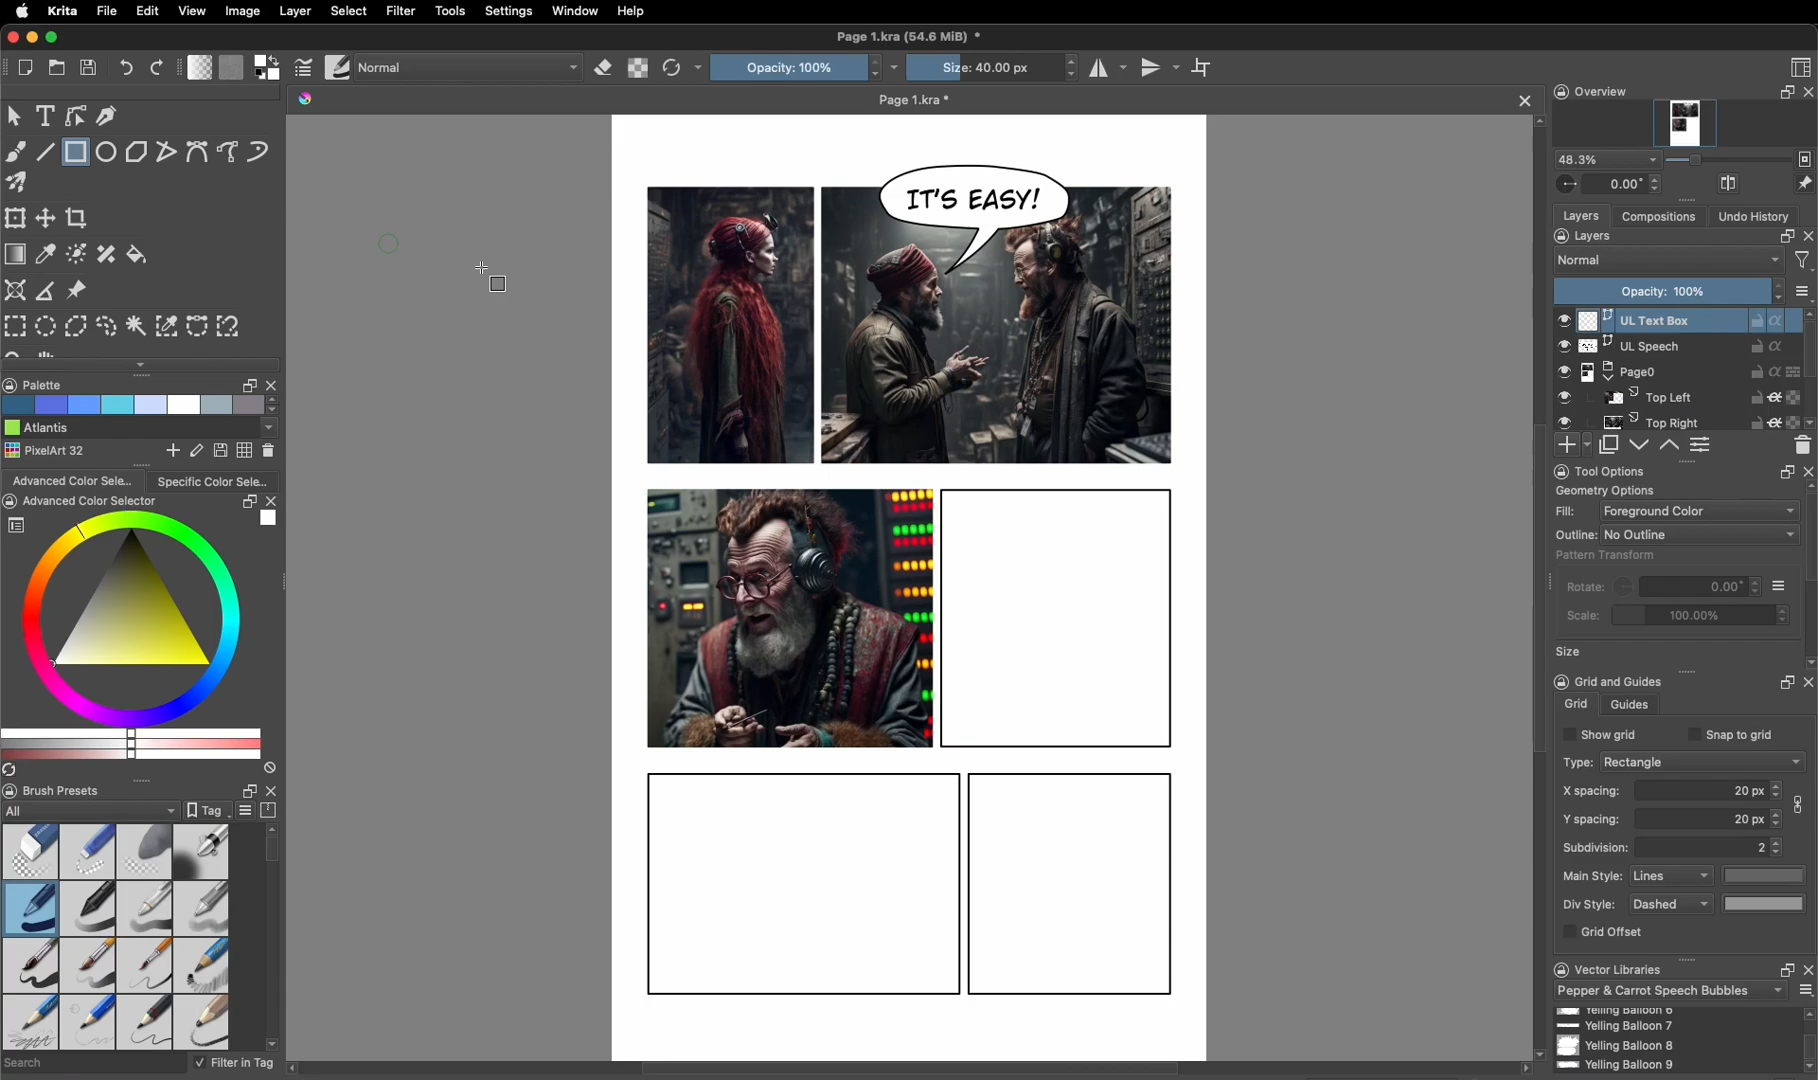 Krita File Edit View Image Layer Select Filter Tools Settings Window Help
Page 1.kra (54.6 MiB) *
Normal
Opacity: 100%
Size: 40.00 px
Page 1.kra *
IT'S EASY!
Palette
Atlantis
PixelArt 32
Advanced Color Sele...
Specific Color Sele...
Advanced Color Selector
Brush Presets
All
Tag
Search
Filter in Tag
Overview
48.3%
0.00°
Layers
Compositions
Undo History
Layers
Normal
Opacity: 100%
UL Text Box
UL Speech
Page0
Top Left
Top Right
Tool Options
Geometry Options
Fill: Foreground Color
Outline: No Outline
Pattern Transform
Rotate: 0.00°
Scale: 100.00%
Size
Grid and Guides
Grid
Guides
Show grid
Snap to grid
Type: Rectangle
X spacing: 20 px
Y spacing: 20 px
Subdivision: 2
Main Style: Lines
Div Style: Dashed
Grid Offset
Vector Libraries
Pepper & Carrot Speech Bubbles
Yelling Balloon 6
Yelling Balloon 7
Yelling Balloon 8
Yelling Balloon 9